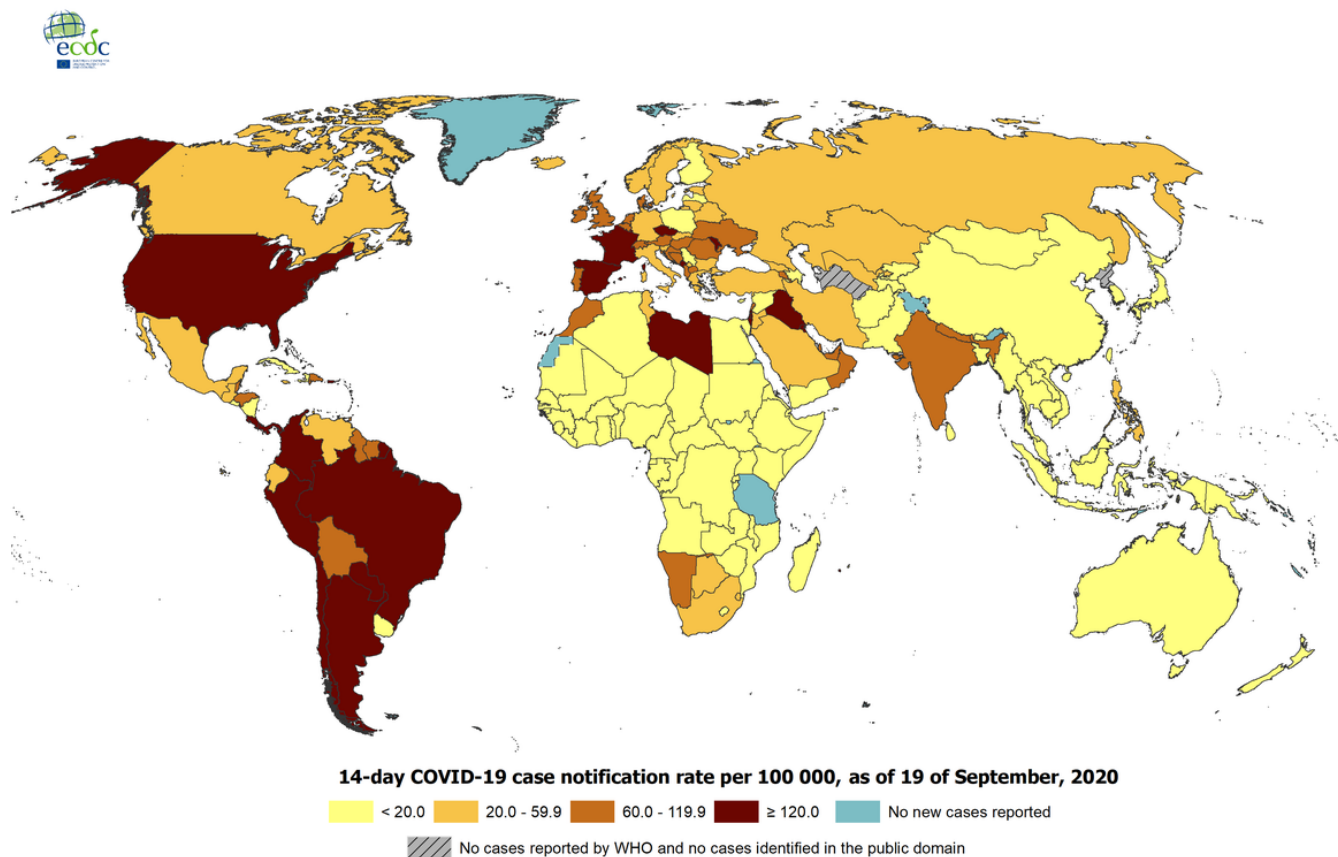 ecdc
14-day COVID-19 case notification rate per 100 000, as of 19 of September, 2020
< 20.0
20.0 - 59.9
60.0 - 119.9
≥ 120.0
No new cases reported
No cases reported by WHO and no cases identified in the public domain